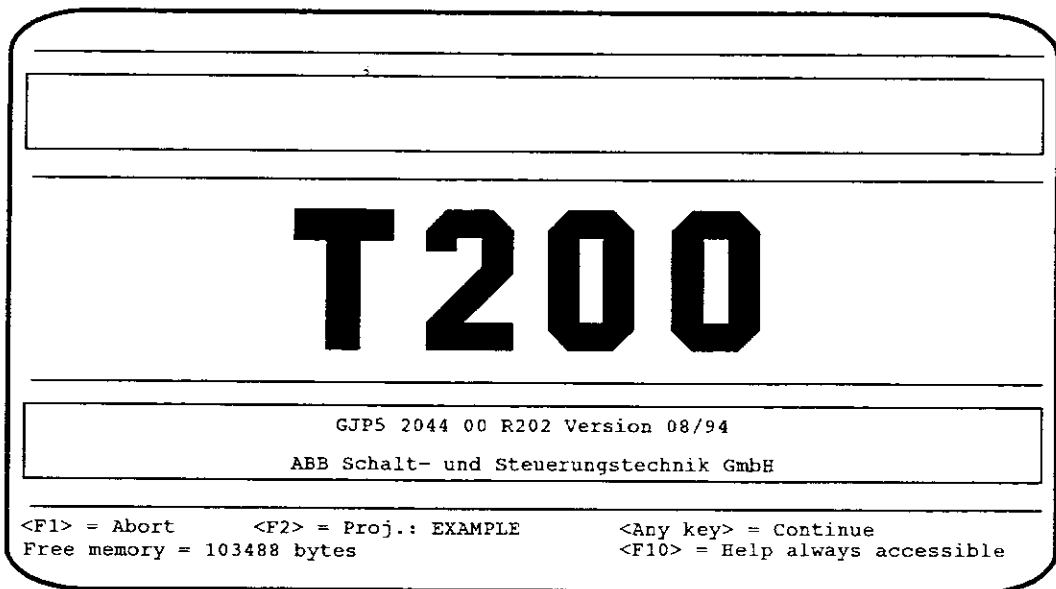 T200
GJP5 2044 00 R202 Version 08/94
ABB Schalt- und Steuerungstechnik GmbH
<F1> = Abort <F2> = Proj.: EXAMPLE <Any key> = Continue
Free memory = 103488 bytes <F10> = Help always accessible